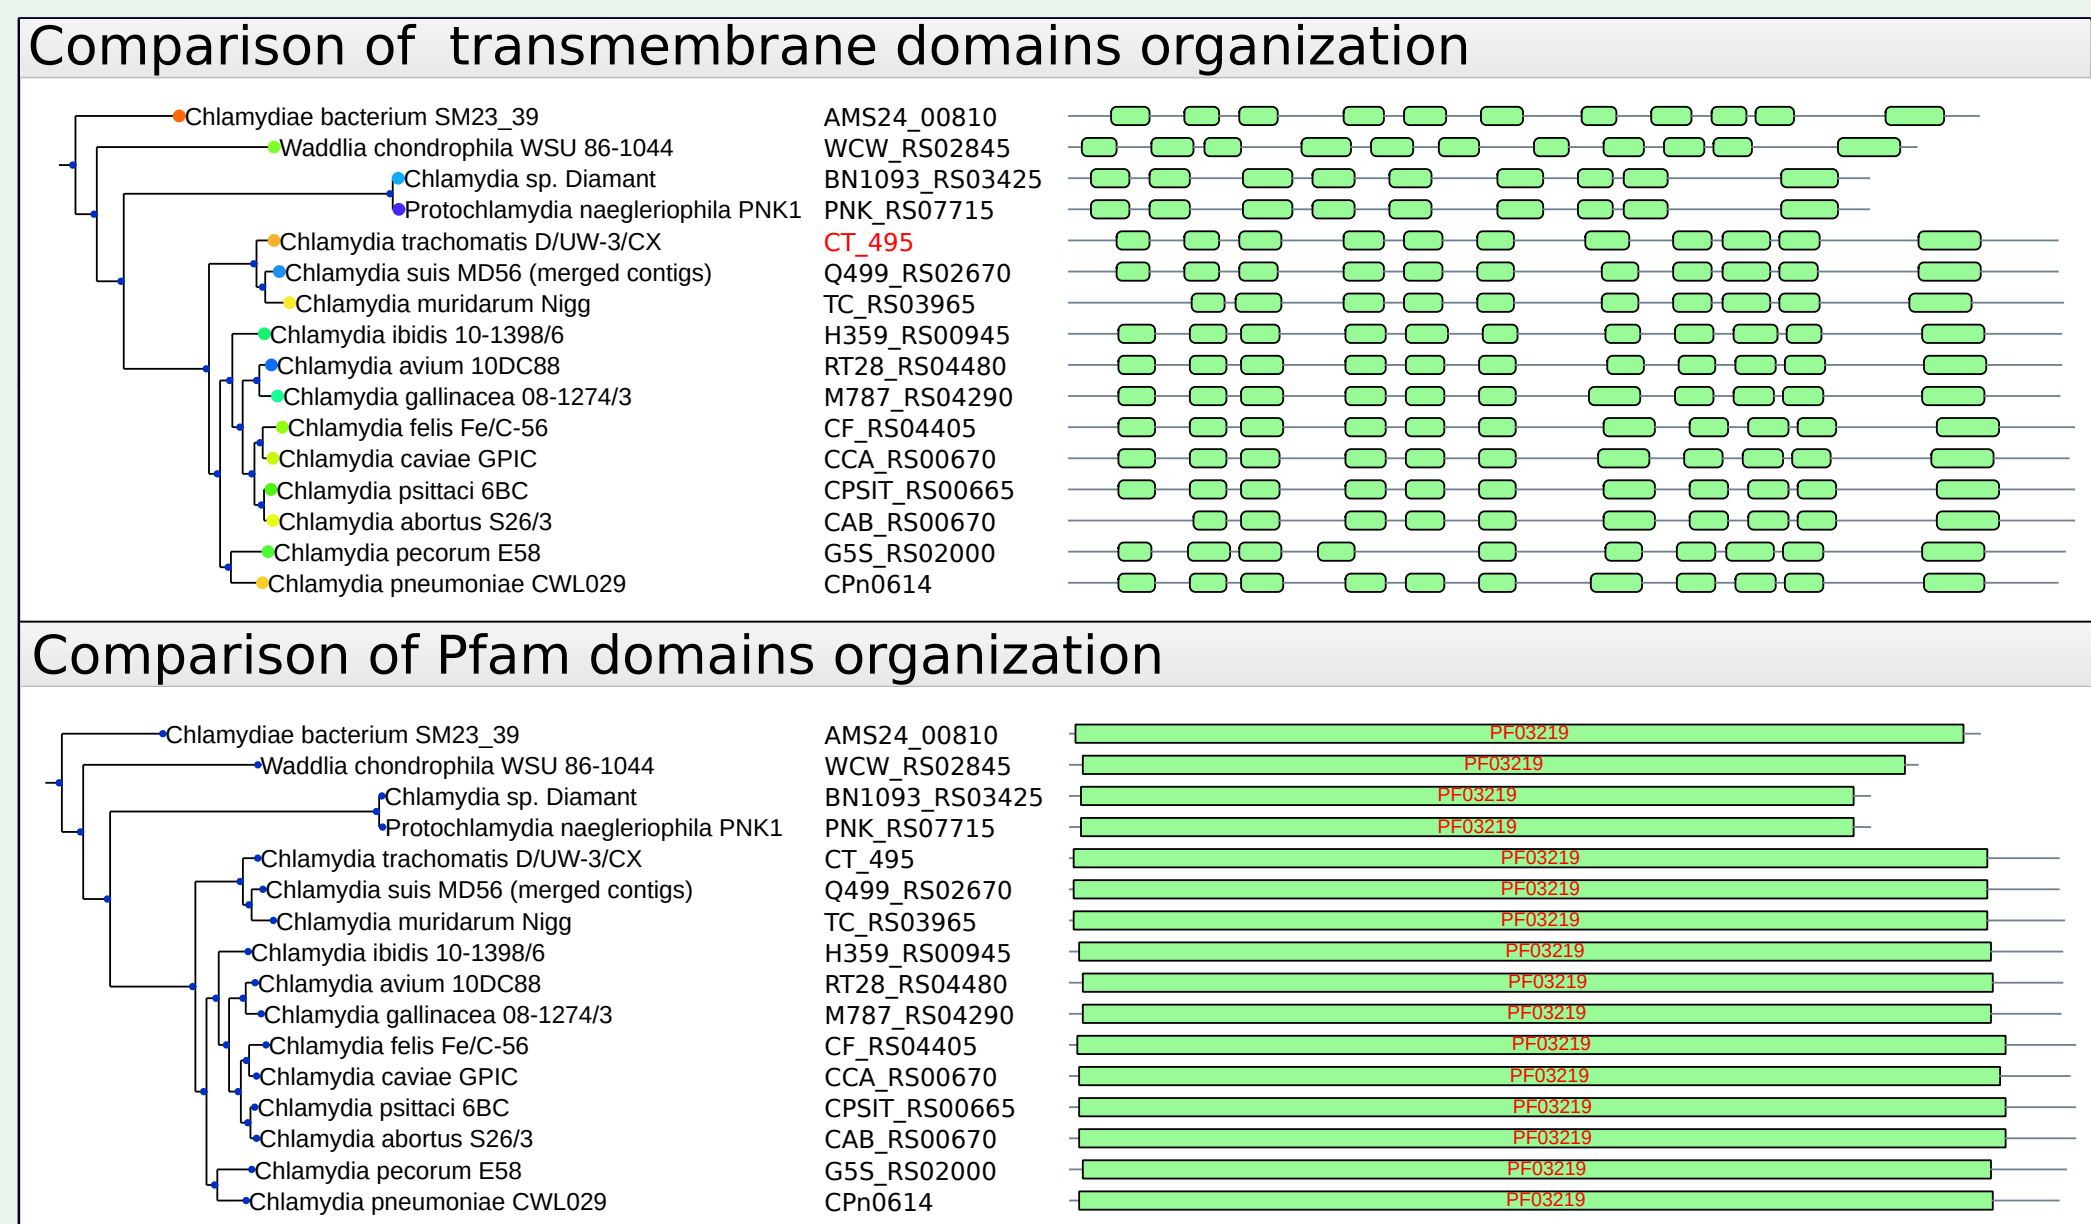 Comparison of  transmembrane domains organization
Chlamydiae bacterium SM23_39 AMS24_00810
Waddlia chondrophila WSU 86-1044 WCW_RS02845
Chlamydia sp. Diamant BN1093_RS03425
Protochlamydia naegleriophila PNK1 PNK_RS07715
Chlamydia trachomatis D/UW-3/CX CT_495
Chlamydia suis MD56 (merged contigs) Q499_RS02670
Chlamydia muridarum Nigg TC_RS03965
Chlamydia ibidis 10-1398/6 H359_RS00945
Chlamydia avium 10DC88 RT28_RS04480
Chlamydia gallinacea 08-1274/3 M787_RS04290
Chlamydia felis Fe/C-56 CF_RS04405
Chlamydia caviae GPIC CCA_RS00670
Chlamydia psittaci 6BC CPSIT_RS00665
Chlamydia abortus S26/3 CAB_RS00670
Chlamydia pecorum E58 G5S_RS02000
Chlamydia pneumoniae CWL029 CPn0614
Comparison of Pfam domains organization
Chlamydiae bacterium SM23_39 AMS24_00810 PF03219
Waddlia chondrophila WSU 86-1044 WCW_RS02845 PF03219
Chlamydia sp. Diamant BN1093_RS03425 PF03219
Protochlamydia naegleriophila PNK1 PNK_RS07715 PF03219
Chlamydia trachomatis D/UW-3/CX CT_495 PF03219
Chlamydia suis MD56 (merged contigs) Q499_RS02670 PF03219
Chlamydia muridarum Nigg TC_RS03965 PF03219
Chlamydia ibidis 10-1398/6 H359_RS00945 PF03219
Chlamydia avium 10DC88 RT28_RS04480 PF03219
Chlamydia gallinacea 08-1274/3 M787_RS04290 PF03219
Chlamydia felis Fe/C-56 CF_RS04405 PF03219
Chlamydia caviae GPIC CCA_RS00670 PF03219
Chlamydia psittaci 6BC CPSIT_RS00665 PF03219
Chlamydia abortus S26/3 CAB_RS00670 PF03219
Chlamydia pecorum E58 G5S_RS02000 PF03219
Chlamydia pneumoniae CWL029 CPn0614 PF03219